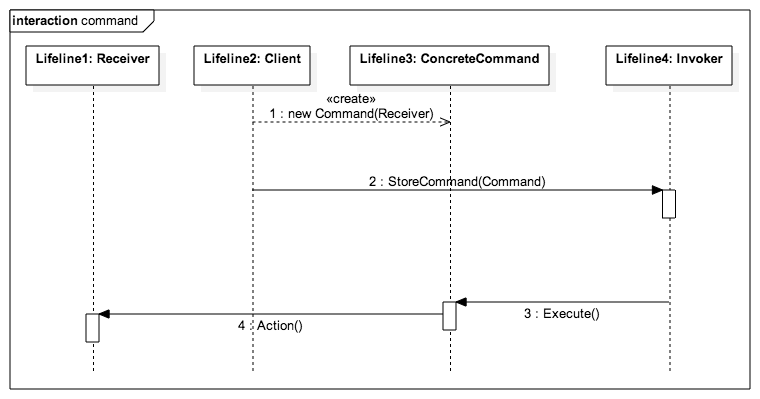 interaction command
Lifeline1: Receiver
Lifeline2: Client
Lifeline3: ConcreteCommand
Lifeline4: Invoker
«create»
1 : new Command(Receiver)
2 : StoreCommand(Command)
3 : Execute()
4 : Action()